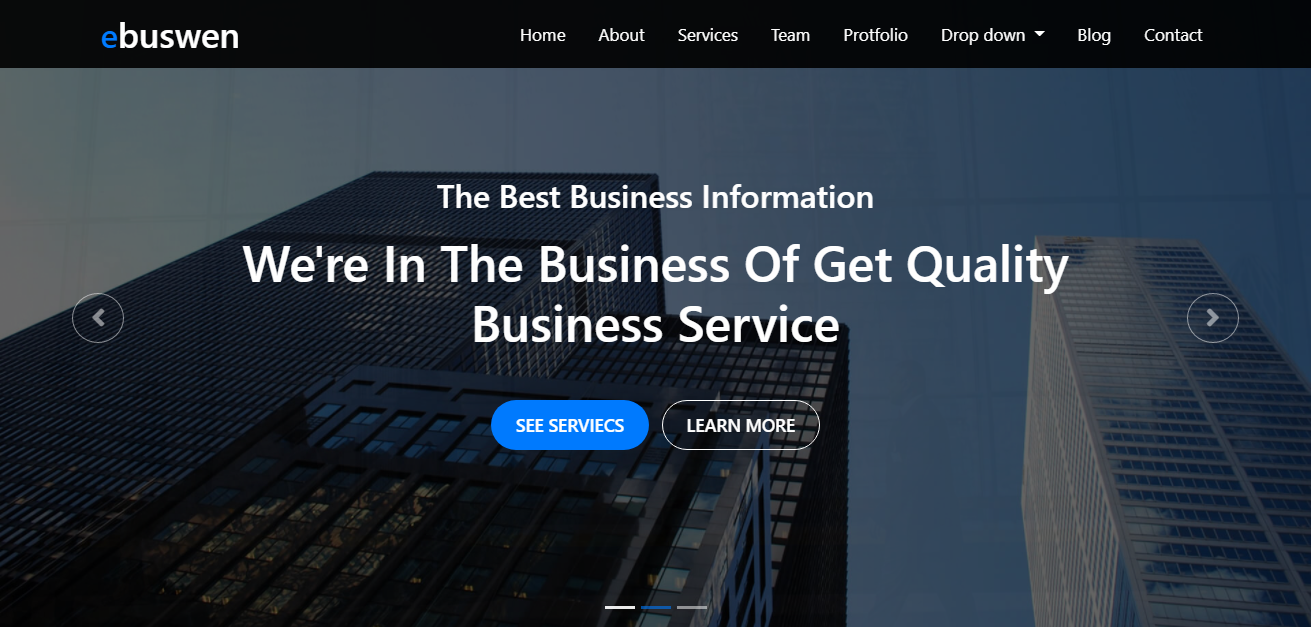 ebuswen
Home About Services Team Protfolio Drop down Blog Contact
The Best Business Information
We're In The Business Of Get Quality
Business Service
SEE SERVIECS LEARN MORE